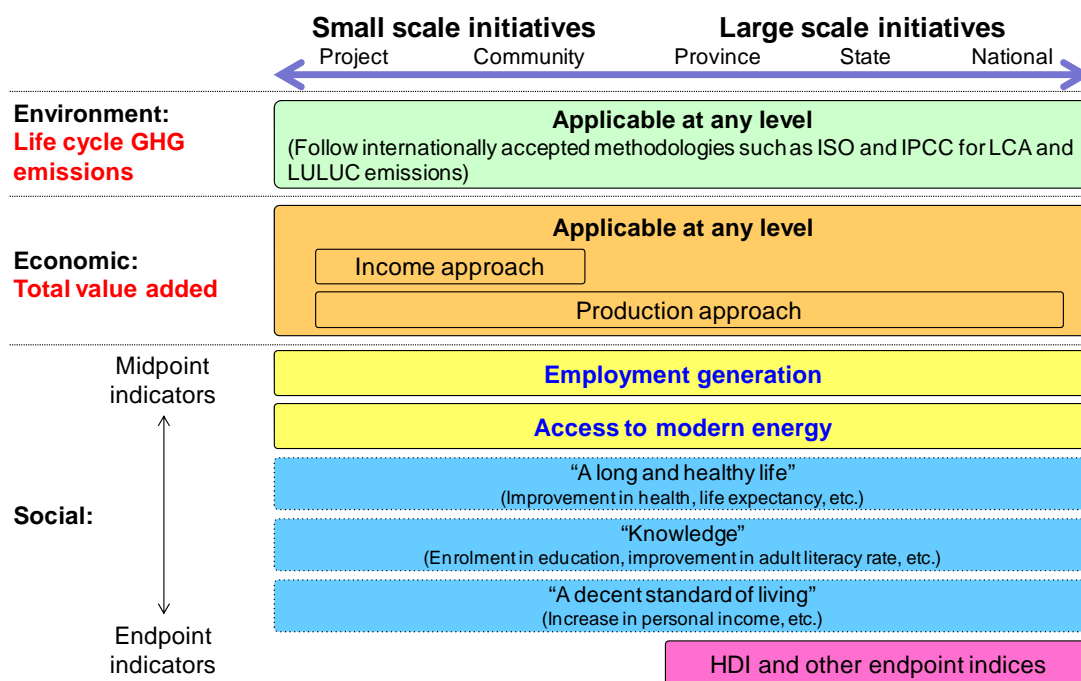 Small scale initiatives Large scale initiatives
Project Community Province State National
Environment:
Life cycle GHG
emissions
Applicable at any level
(Follow internationally accepted methodologies such as ISO and IPCC for LCA and
LULUC emissions)
Economic:
Total value added
Applicable at any level
Income approach
Production approach
Midpoint
indicators
Social:
Endpoint
indicators
Employment generation
Access to modern energy
“A long and healthy life”
(Improvement in health, life expectancy, etc.)
“Knowledge”
(Enrolment in education, improvement in adult literacy rate, etc.)
“A decent standard of living”
(Increase in personal income, etc.)
HDI and other endpoint indices